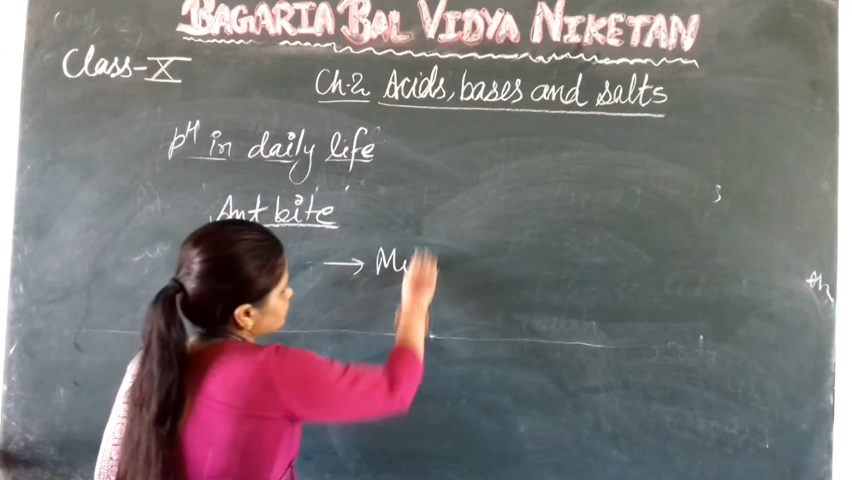 BAGARIA BAL VIDYA NIKETAN
Class-X
Ch-2 Acids, bases and salts
pH in daily life
Ant bite
→